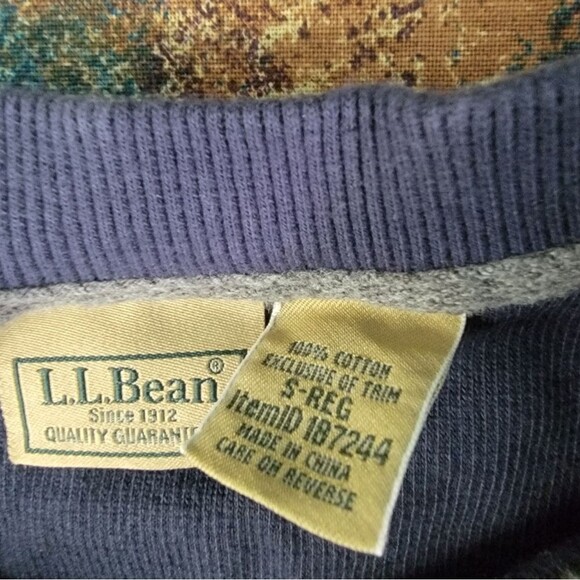 L.L.Bean®
Since 1912
QUALITY GUARANTE
100% COTTON
EXCLUSIVE OF TRIM
S-REG
ItemID 187244
MADE IN CHINA
CARE ON REVERSE